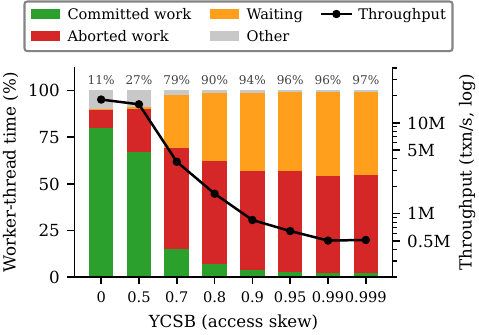 Committed work Waiting Throughput
Aborted work Other
11% 27% 79% 90% 94% 96% 96% 97%
Worker-thread time (%)
100
75
50
25
0
10M
5M
1M
0.5M
Throughput (txn/s, log)
0 0.5 0.7 0.8 0.9 0.95 0.99 0.999
YCSB (access skew)